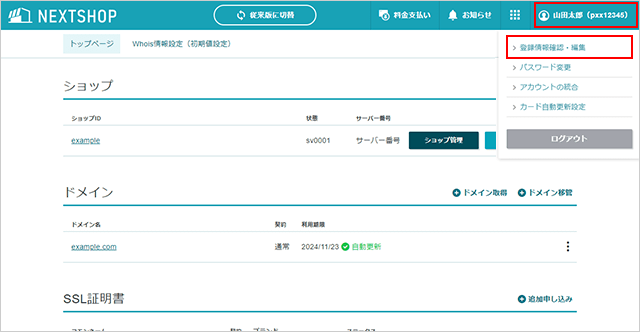 NEXTSHOP
従来版に切替
料金支払い
お知らせ
山田太郎（pxx12345）
トップページ
Whois情報設定（初期値設定）
登録情報確認・編集
パスワード変更
アカウントの統合
カード自動更新設定
ログアウト
ショップ
ショップID 状態 サーバー番号
example sv0001 サーバー番号 ショップ管理
ドメイン
ドメイン取得 ドメイン移管
ドメイン名 契約 利用期限
example.com 通常 2024/11/23 自動更新
SSL証明書
追加申し込み